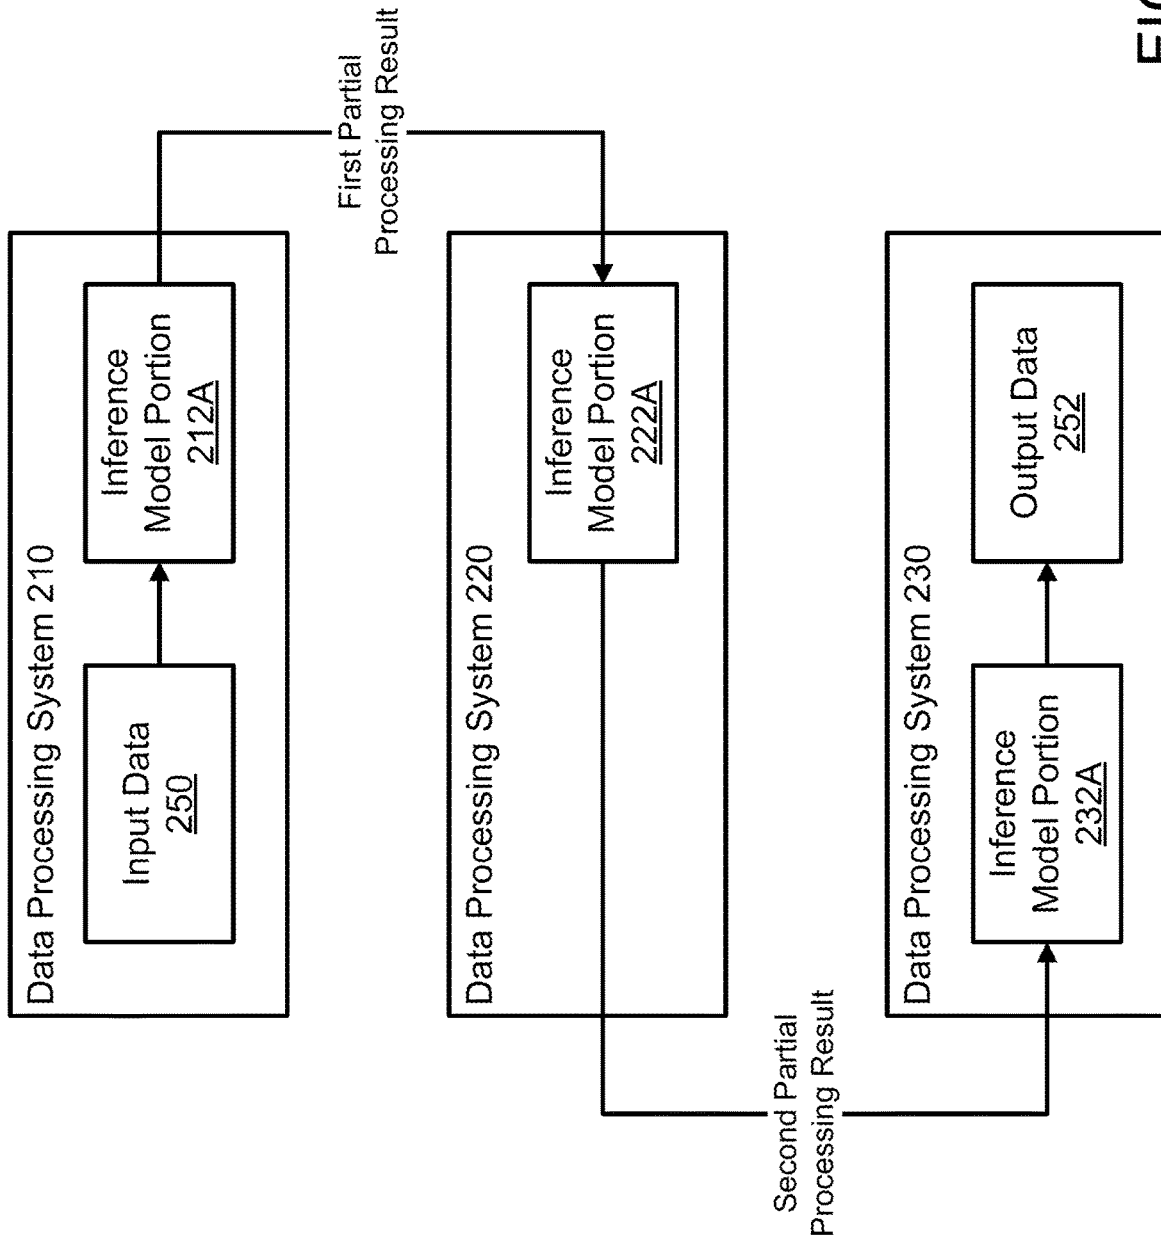 Data Processing System 210
Input Data
250
Inference
Model Portion
212A
First Partial
Processing Result
Data Processing System 220
Inference
Model Portion
222A
Second Partial
Processing Result
Data Processing System 230
Inference
Model Portion
232A
Output Data
252